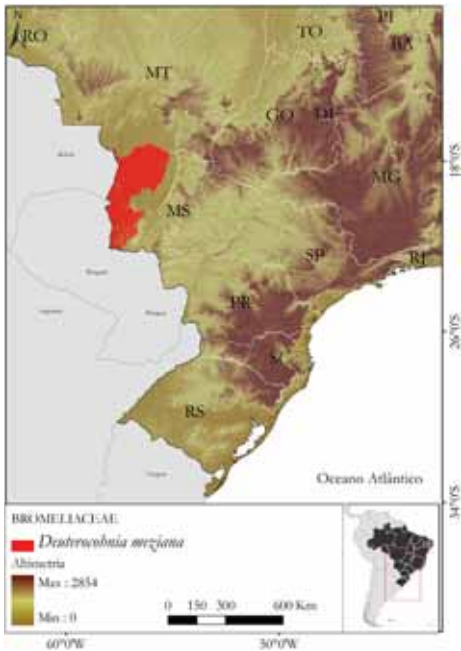 N
RO
TO
PI
BA
MT
GO
DF
18°0'S
MG
MS
SP
RJ
PR
26°0'S
SC
RS
Oceano Atlântico
34°0'S
BROMELIACEAE
Deuterocohnia meziana
Altimetria
Max : 2854
Min : 0
0 150 300 600 Km
60°0'W 50°0'W